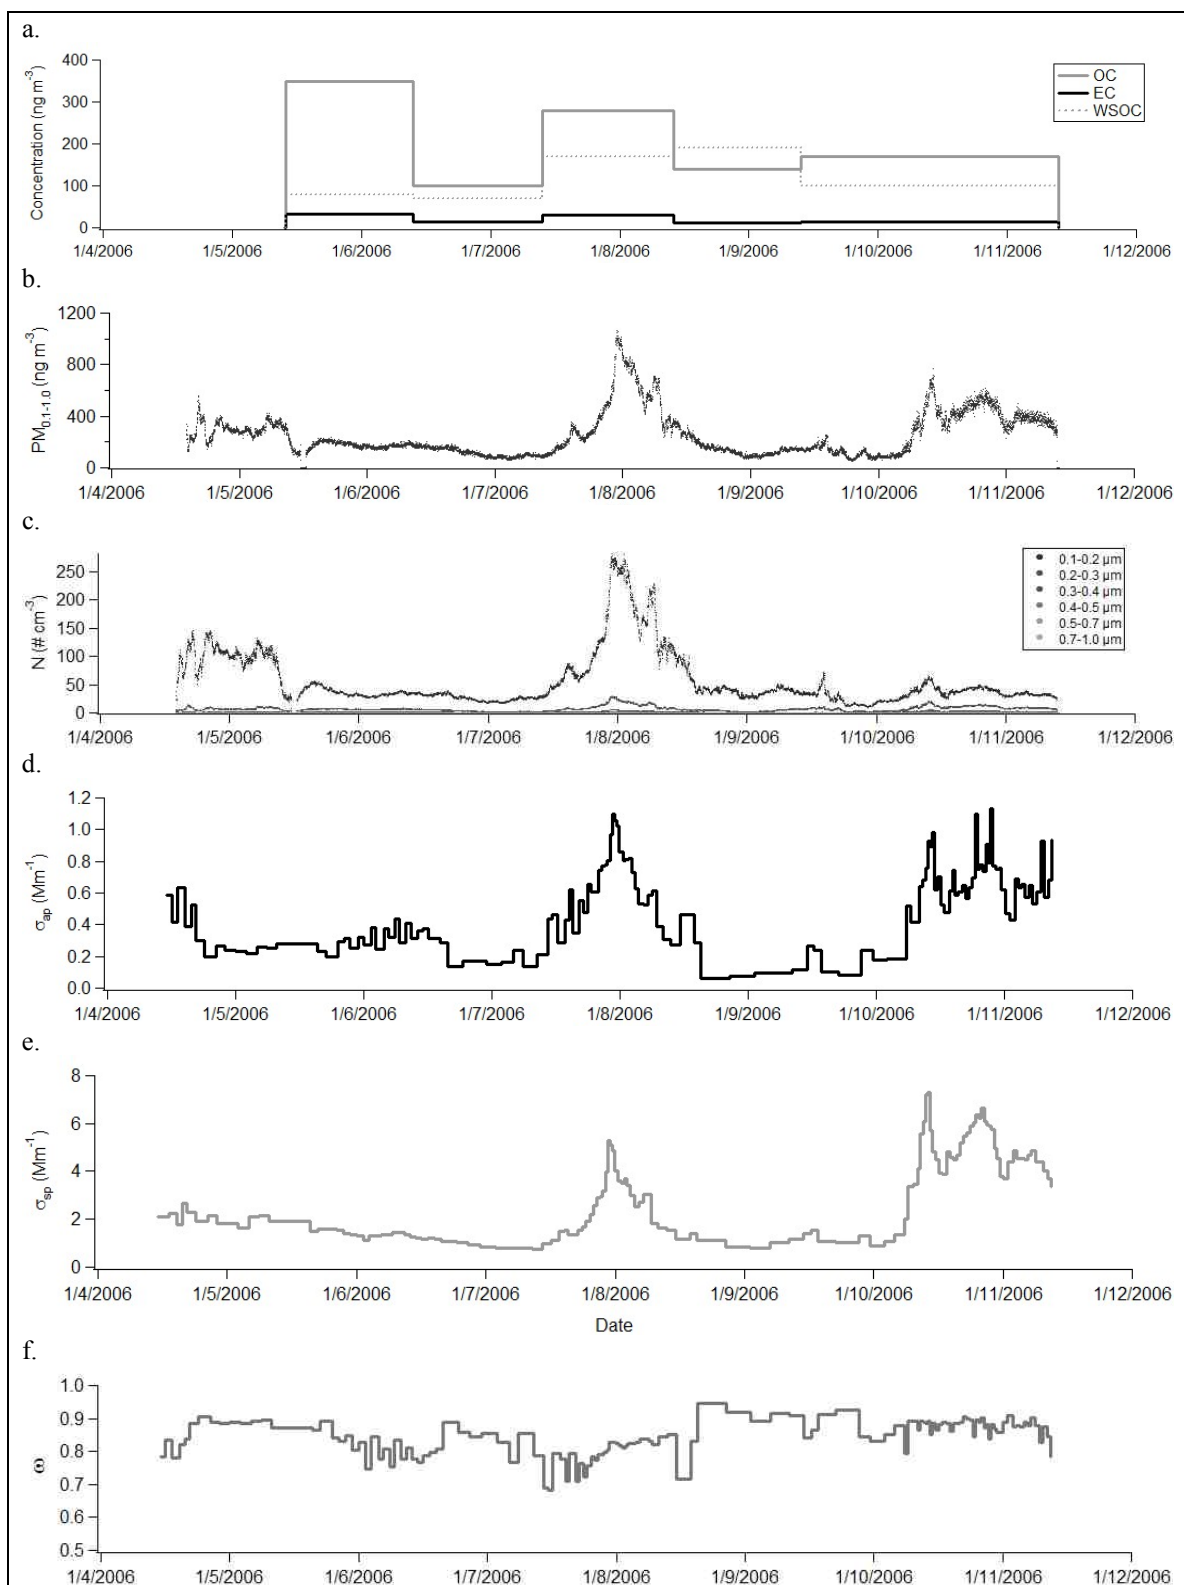 a.
400
300
200
100
0
Concentration (ng m-3)
OC
EC
WSOC
1/4/2006 1/5/2006 1/6/2006 1/7/2006 1/8/2006 1/9/2006 1/10/2006 1/11/2006 1/12/2006
b.
1200
800
400
0
PM0.1-1.0 (ng m-3)
1/4/2006 1/5/2006 1/6/2006 1/7/2006 1/8/2006 1/9/2006 1/10/2006 1/11/2006 1/12/2006
c.
250
200
150
100
50
0
N (# cm-3)
0.1-0.2 µm
0.2-0.3 µm
0.3-0.4 µm
0.4-0.5 µm
0.5-0.7 µm
0.7-1.0 µm
1/4/2006 1/5/2006 1/6/2006 1/7/2006 1/8/2006 1/9/2006 1/10/2006 1/11/2006 1/12/2006
d.
1.2
1.0
0.8
0.6
0.4
0.2
0.0
σap (Mm-1)
1/4/2006 1/5/2006 1/6/2006 1/7/2006 1/8/2006 1/9/2006 1/10/2006 1/11/2006 1/12/2006
e.
8
6
4
2
0
σsp (Mm-1)
1/4/2006 1/5/2006 1/6/2006 1/7/2006 1/8/2006 1/9/2006 1/10/2006 1/11/2006 1/12/2006
Date
f.
1.0
0.9
0.8
0.7
0.6
0.5
ω
1/4/2006 1/5/2006 1/6/2006 1/7/2006 1/8/2006 1/9/2006 1/10/2006 1/11/2006 1/12/2006